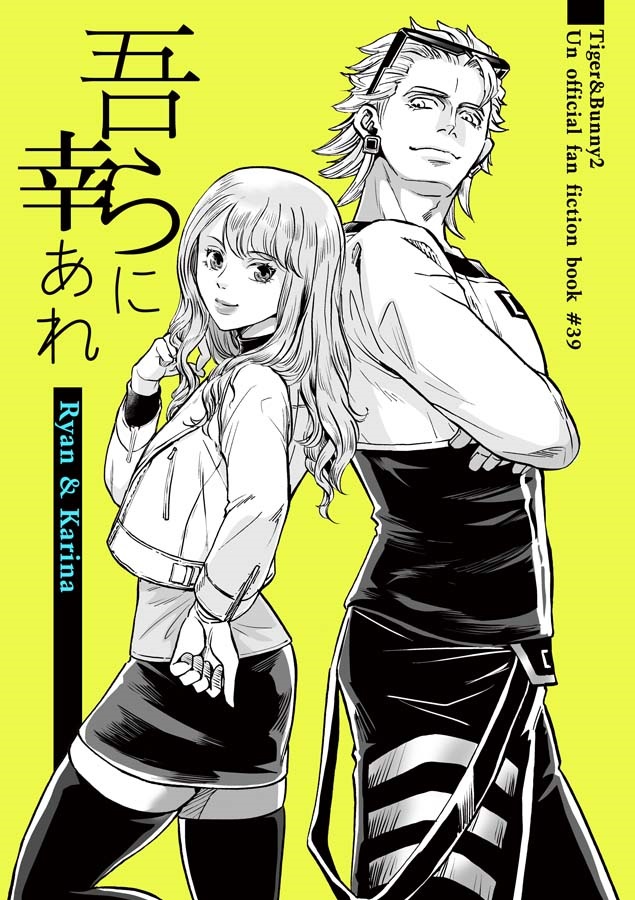 吾らに
幸あれ
Ryan & Karina
Tiger&Bunny2
Un official fan fiction book #39